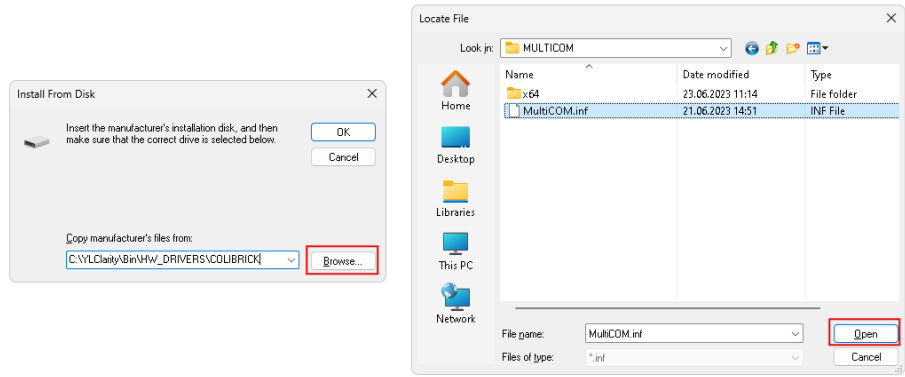 Install From Disk
Insert the manufacturer's installation disk, and then
make sure that the correct drive is selected below.
OK
Cancel
Copy manufacturer's files from:
C:\YLClarity\Bin\HW_DRIVERS\COLIBRICK
Browse...
Locate File
Look in:
MULTICOM
Home
Desktop
Libraries
This PC
Network
Name Date modified Type
x64 23.06.2023 11:14 File folder
MultiCOM.inf 21.06.2023 14:51 INF File
File name: MultiCOM.inf Open
Files of type: *.inf Cancel